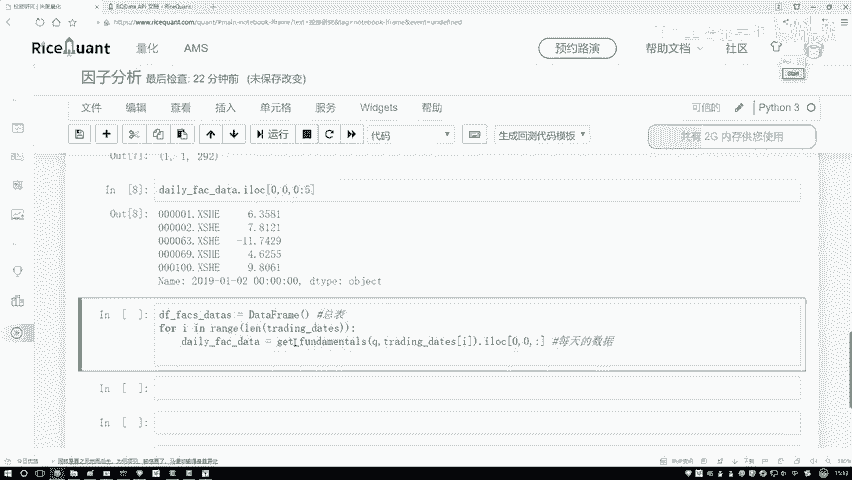 https://www.ricequant.com/quant/
RiceQuant 量化 AMS 预约路演 帮助文档 社区
因子分析 最后检查: 22 分钟前 (未保存改变)
文件 编辑 查看 插入 单元格 服务 Widgets 帮助 可信的 Python 3
运行 代码 生成回测代码模板 共有 2G 内存供您使用
Out[7]: (1, 1, 292)
In [8]: daily_fac_data.iloc[0,0,0:5]
Out[8]: 000001.XSHE 6.3581
000002.XSHE 7.8121
000063.XSHE -11.7429
000069.XSHE 4.6255
000100.XSHE 9.8061
Name: 2019-01-02 00:00:00, dtype: object
In [ ]: df_facs_datas = DataFrame() #总表
for i in range(len(trading_dates)):
daily_fac_data = get_fundamentals(q,trading_dates[i]).iloc[0,0,:] #每天的数据
In [ ]:
In [ ]: